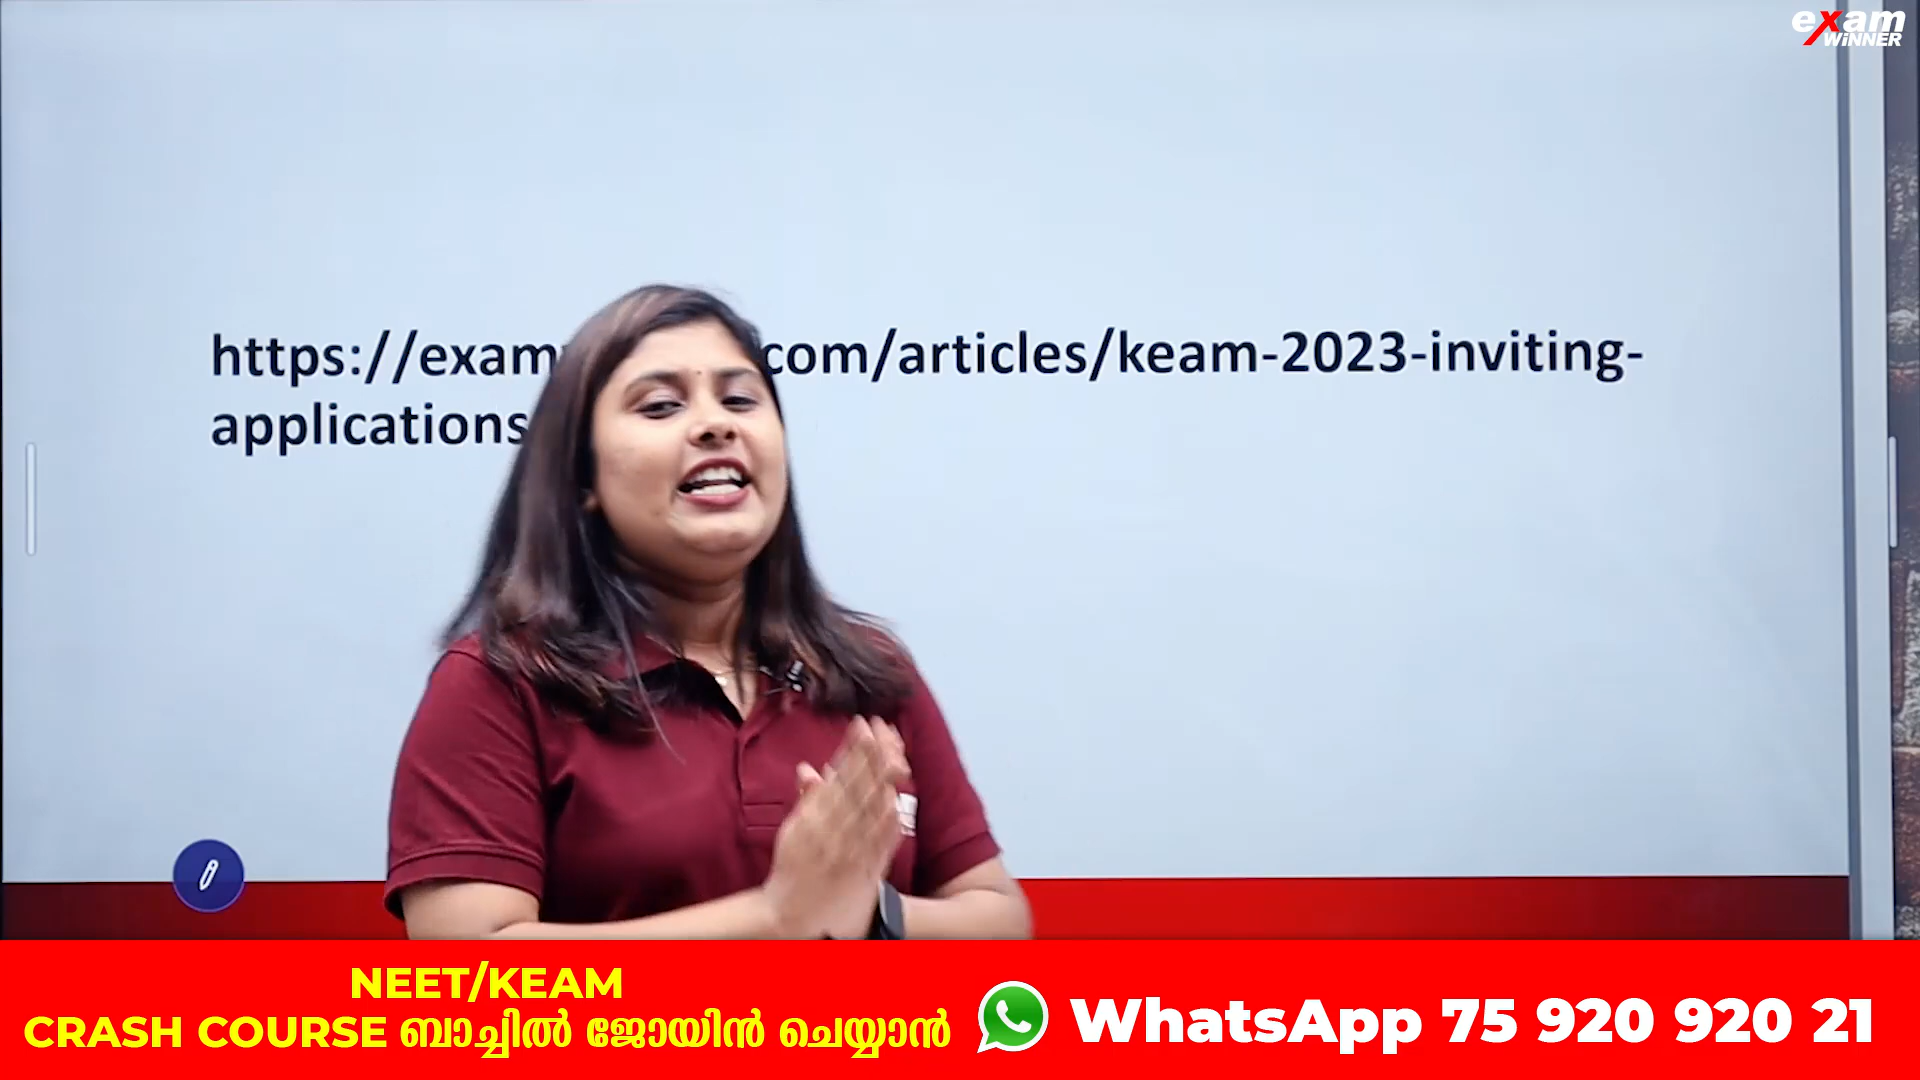 exam
WiNNER
https://exam com/articles/keam-2023-inviting-
applications
NEET/KEAM
CRASH COURSE ബാച്ചിൽ ജോയിൻ ചെയ്യാൻ
WhatsApp 75 920 920 21